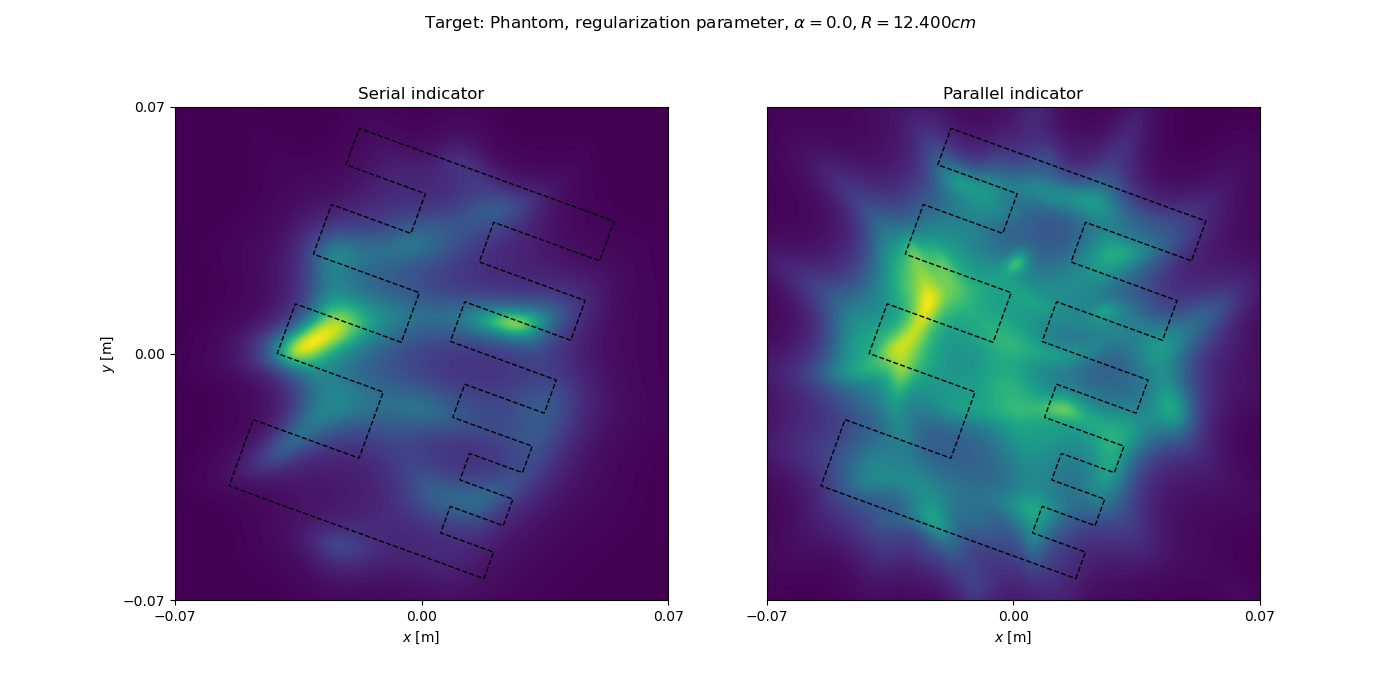 Target: Phantom, regularization parameter, α = 0.0, R = 12.400cm
Serial indicator
Parallel indicator
0.07
0.00
−0.07
y [m]
−0.07 0.00 0.07
−0.07 0.00 0.07
x [m]
x [m]